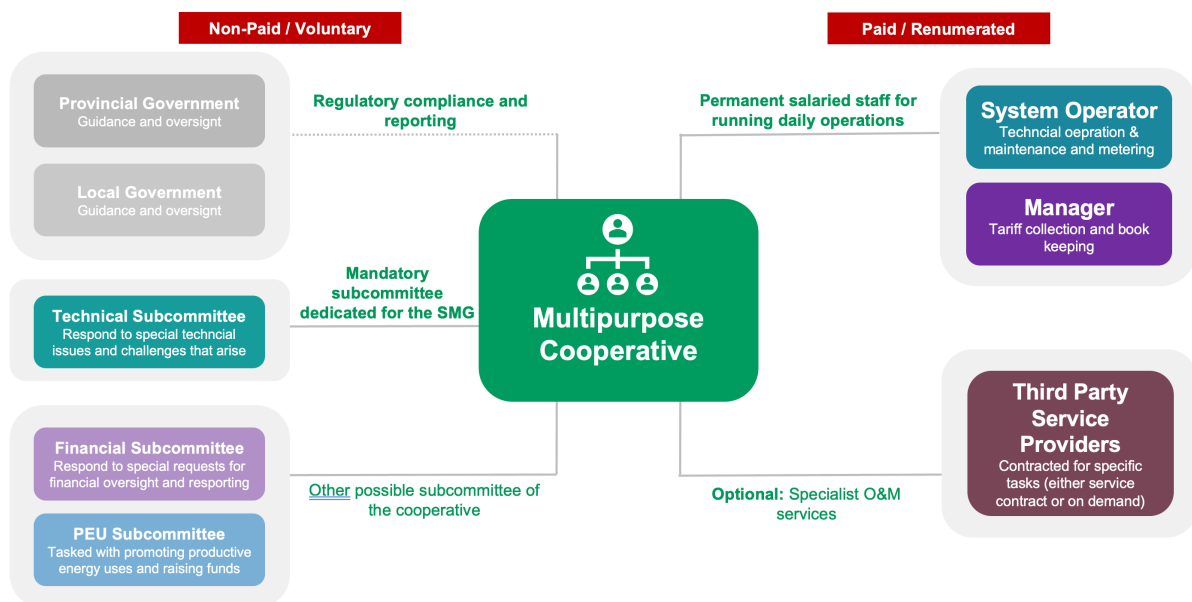 Non-Paid / Voluntary
Paid / Renumerated
Provincial Government
Guidance and oversignt
Local Government
Guidance and oversignt
Regulatory compliance and
reporting
Technical Subcommittee
Respond to special techncial
issues and challenges that arise
Mandatory
subcommittee
dedicated for the SMG
Financial Subcommittee
Respond to special requests for
financial oversight and reporting
PEU Subcommittee
Tasked with promoting productive
energy uses and raising funds
Other possible subcommittee of
the cooperative
Multipurpose
Cooperative
Permanent salaried staff for
running daily operations
System Operator
Techncial oepration &
maintenance and metering
Manager
Tariff collection and book
keeping
Optional: Specialist O&M
services
Third Party
Service
Providers
Contracted for specific
tasks (either service
contract or on demand)